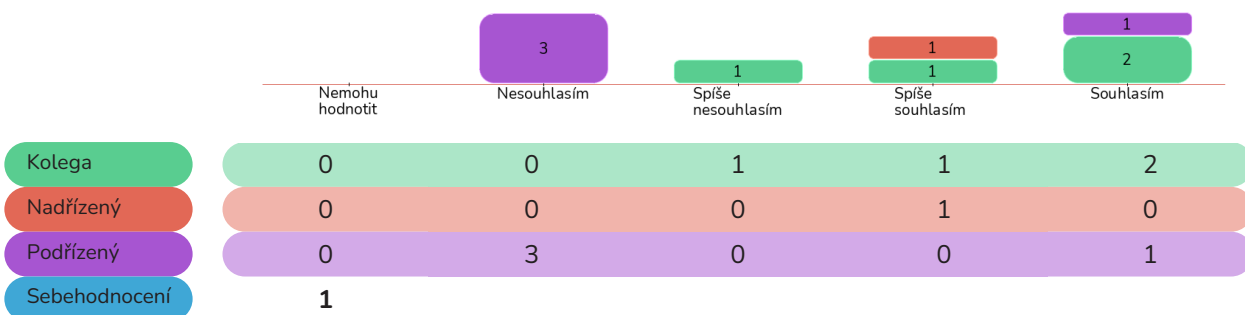 1
3
1
2
1
1
Nemohu
hodnotit
Nesouhlasím
Spíše
nesouhlasím
Spíše
souhlasím
Souhlasím
Kolega 0 0 1 1 2
Nadřízený 0 0 0 1 0
Podřízený 0 3 0 0 1
Sebehodnocení 1